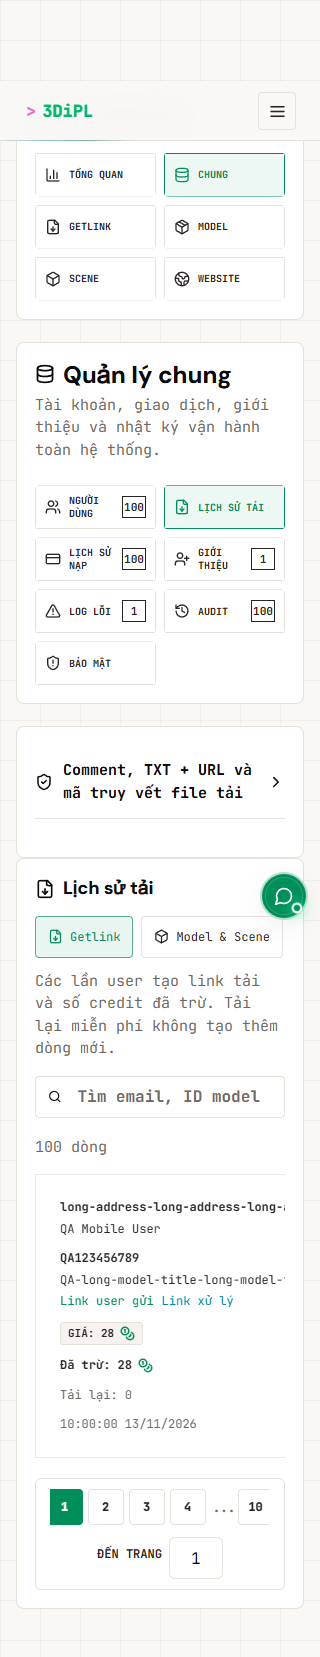 > 3DiPL
TỔNG QUAN
CHUNG
GETLINK
MODEL
SCENE
WEBSITE
Quản lý chung
Tài khoản, giao dịch, giới
thiệu và nhật ký vận hành
toàn hệ thống.
NGƯỜI
DÙNG
100
LỊCH SỬ TẢI
LỊCH SỬ
NẠP
100
GIỚI
THIỆU
1
LOG LỖI
1
AUDIT
100
BẢO MẬT
Comment, TXT + URL và
mã truy vết file tải
Lịch sử tải
Getlink
Model & Scene
Các lần user tạo link tải
và số credit đã trừ. Tải
lại miễn phí không tạo thêm
dòng mới.
Tìm email, ID model
100 dòng
long-address-long-address-long-
QA Mobile User
QA123456789
QA-long-model-title-long-model-
Link user gửi Link xử lý
GIÁ: 28
Đã trừ: 28
Tải lại: 0
10:00:00 13/11/2026
1 2 3 4 ... 10
ĐẾN TRANG 1